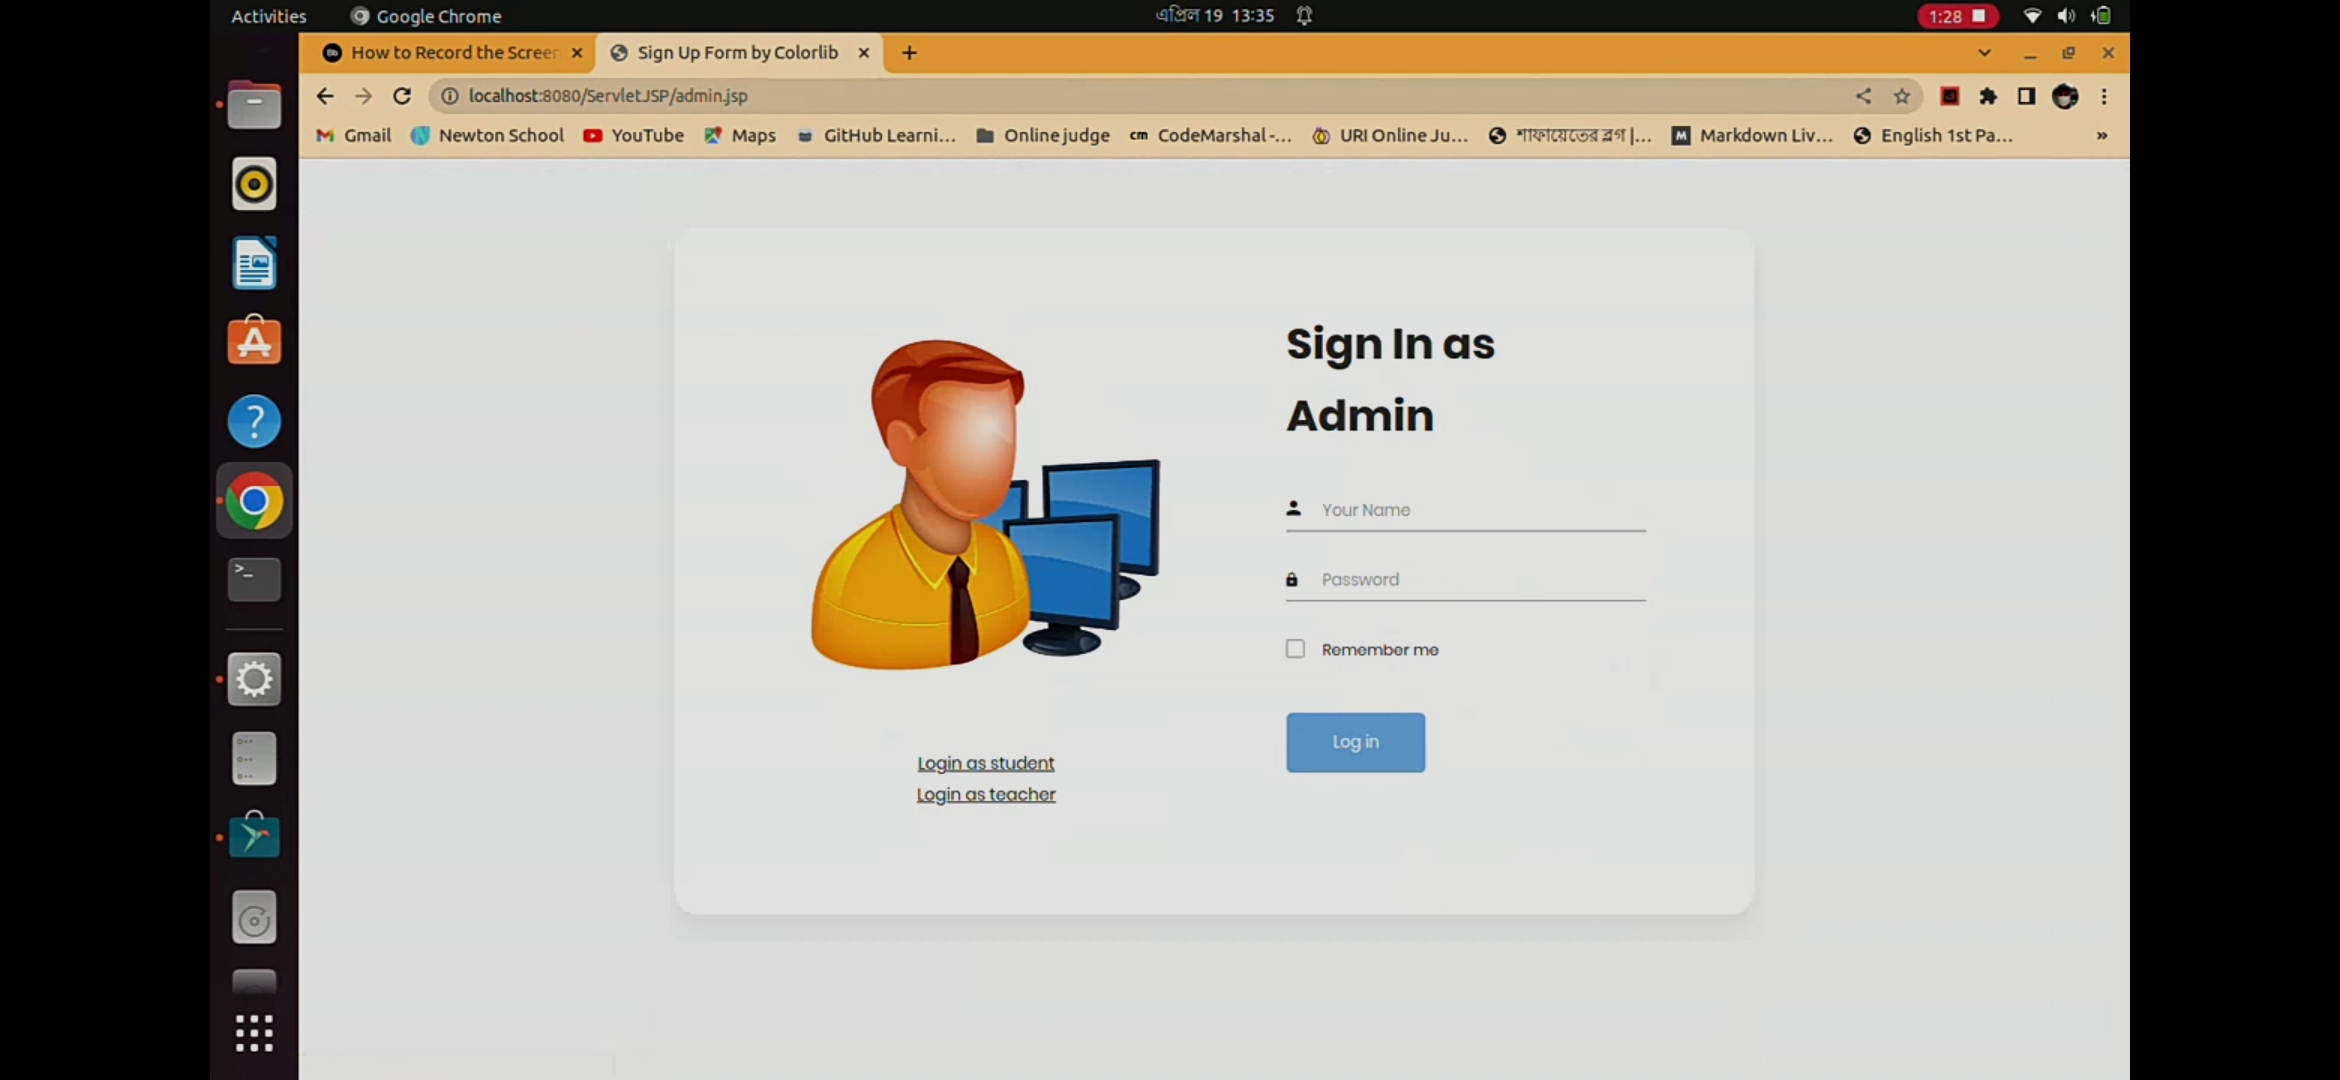 Activities
Google Chrome
এপ্রিল 19 13:35
1:28
How to Record the Screen
Sign Up Form by Colorlib
localhost:8080/ServletJSP/admin.jsp
Gmail
Newton School
YouTube
Maps
GitHub Learni...
Online judge
cm CodeMarshal -...
URI Online Ju...
শাফায়েতের ব্লগ |...
M Markdown Liv...
English 1st Pa...
»
Sign In as
Admin
Your Name
Password
Remember me
Log in
Login as student
Login as teacher